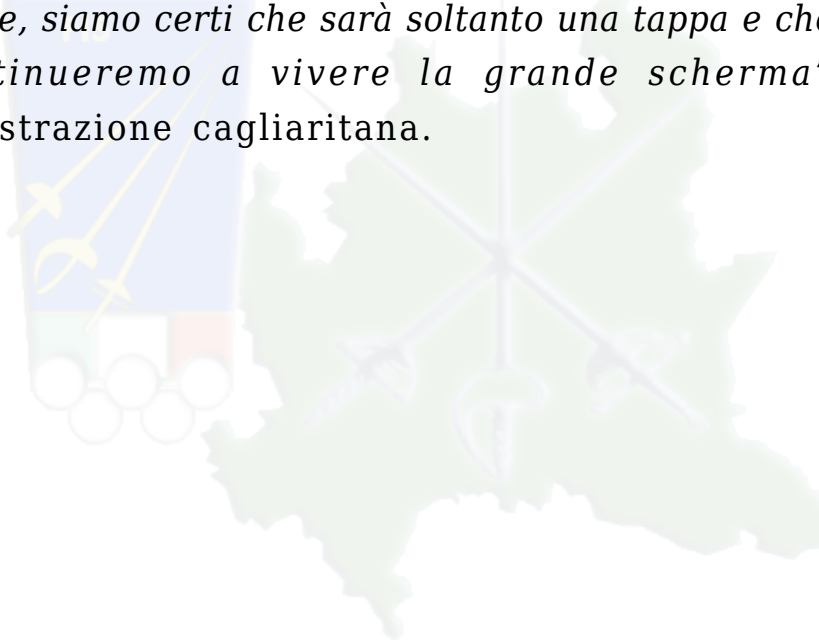 e, siamo certi che sarà soltanto una tappa e che
tinueremo a vivere la grande scherma"
strazione cagliaritana.